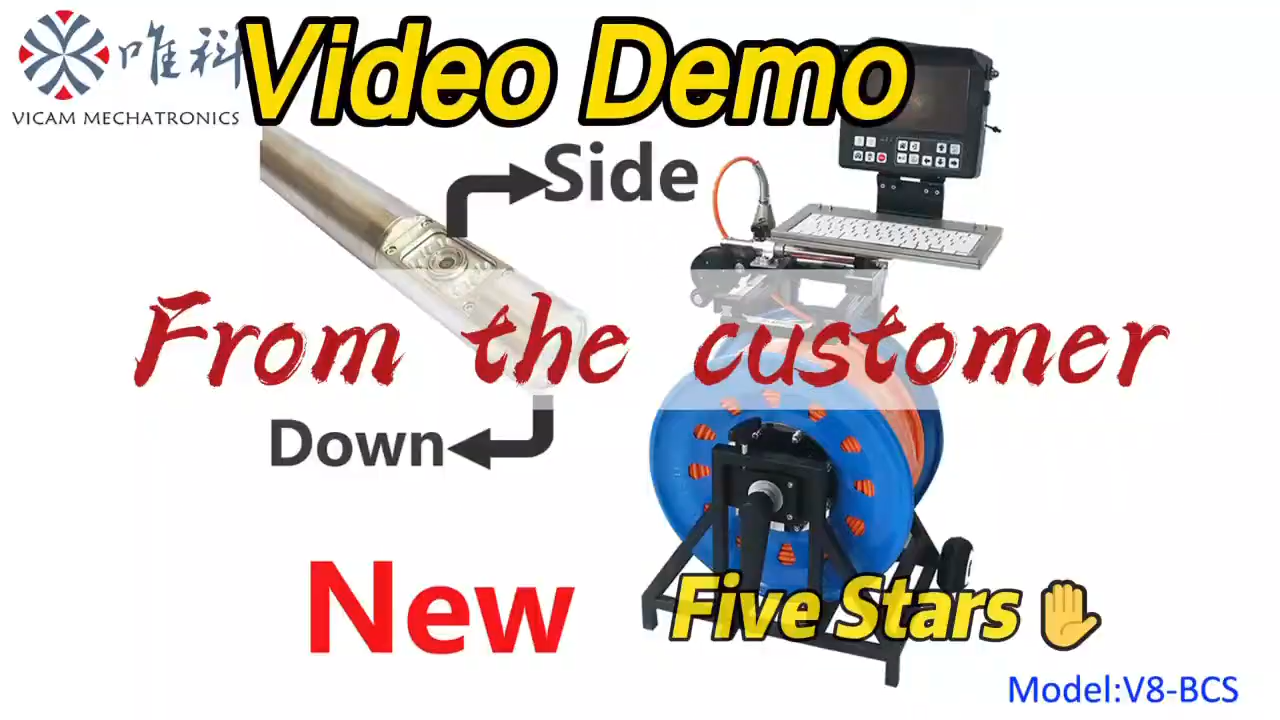 唯科
VICAM MECHATRONICS
Video Demo
Side
From the customer
Down
New
Five Stars
Model:V8-BCS